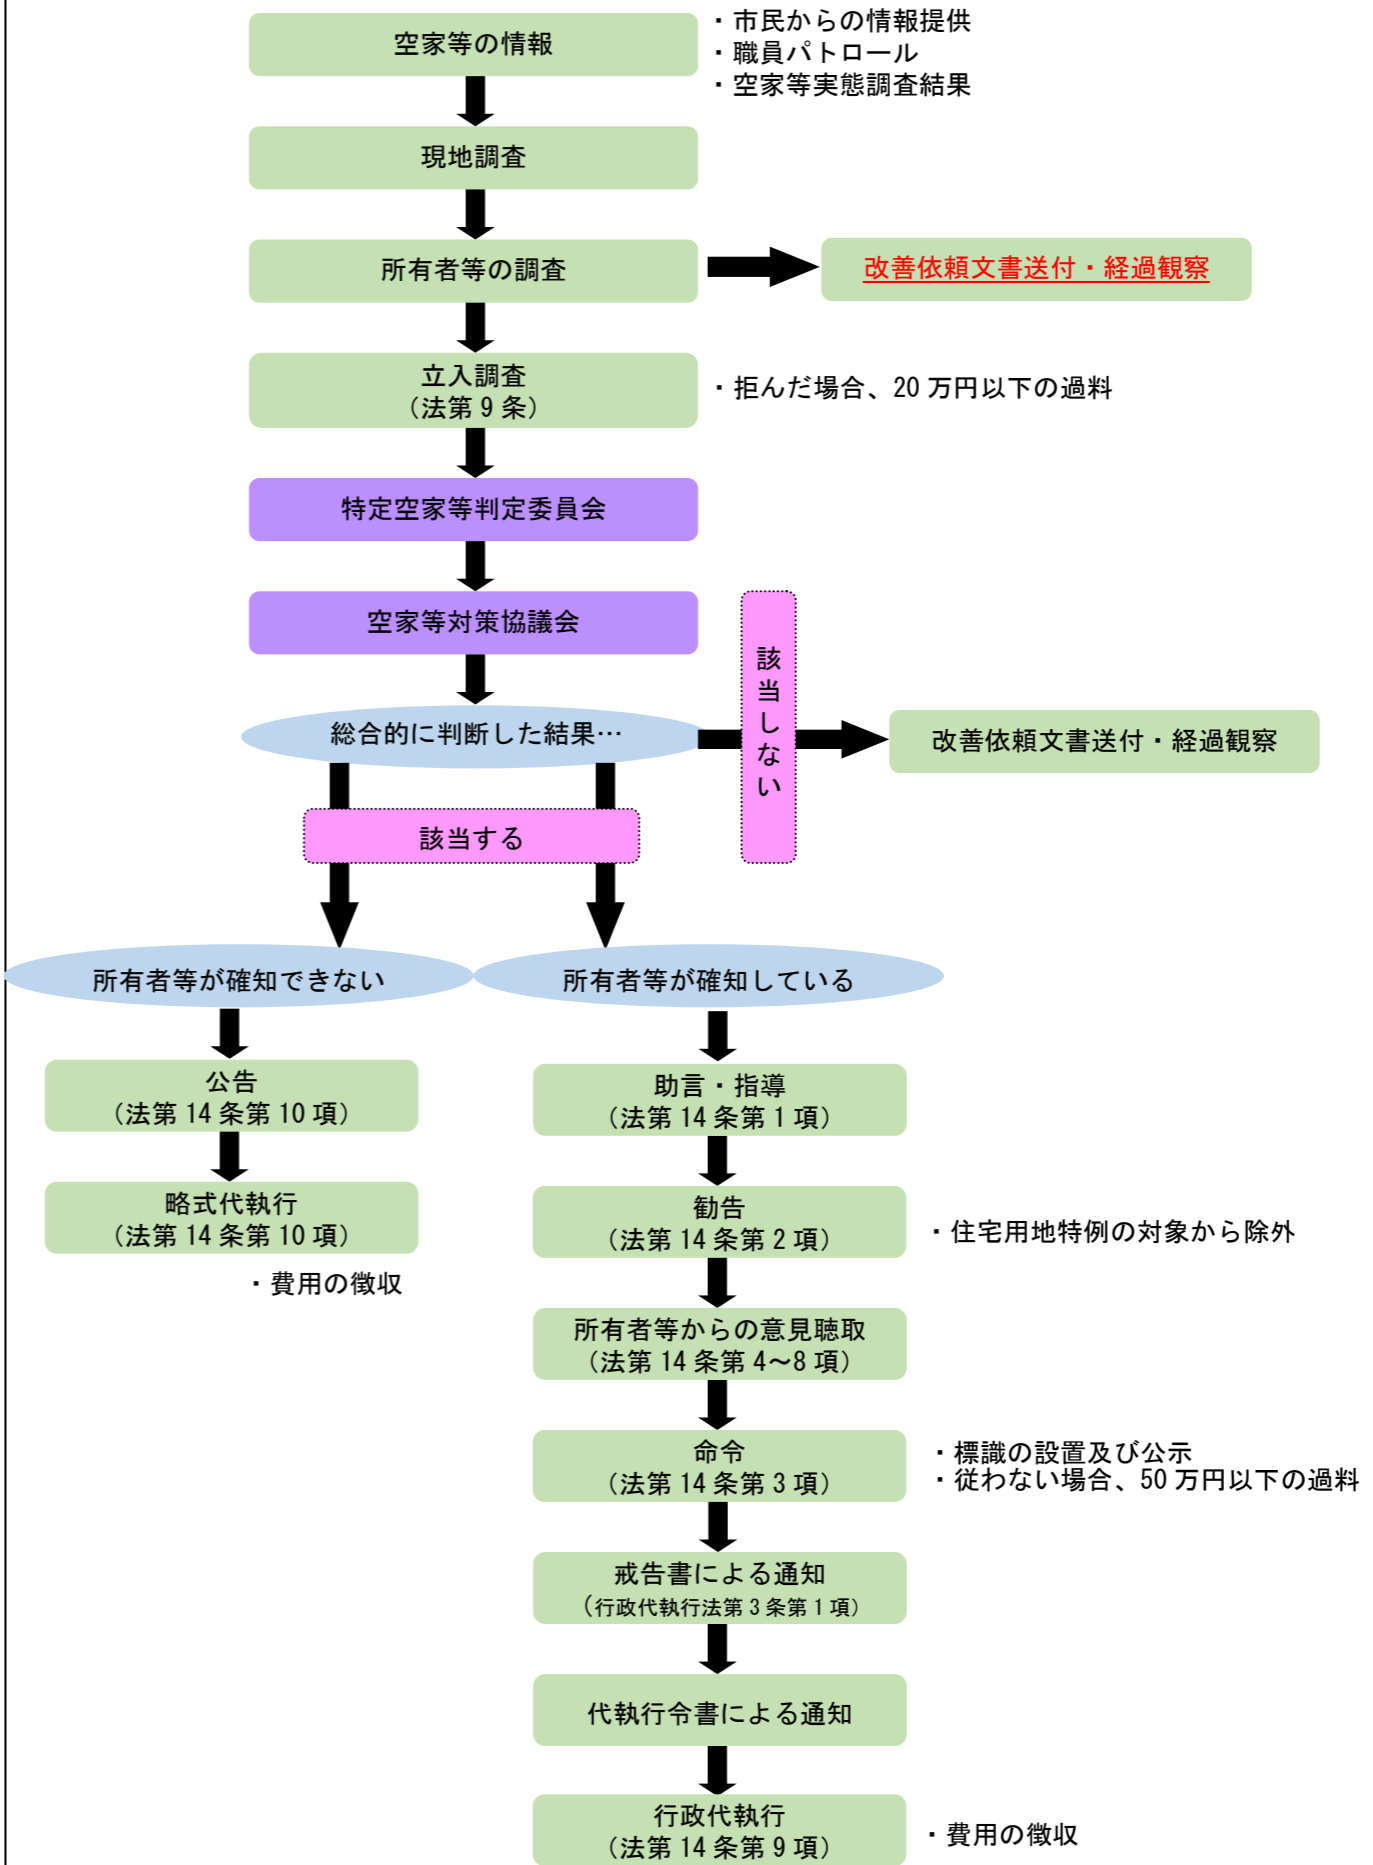 空家等の情報
・市民からの情報提供
・職員パトロール
・空家等実態調査結果
現地調査
所有者等の調査
改善依頼文書送付・経過観察
立入調査
（法第 9 条）
・拒んだ場合、20 万円以下の過料
特定空家等判定委員会
空家等対策協議会
該当しない
総合的に判断した結果…
改善依頼文書送付・経過観察
該当する
所有者等が確知できない
所有者等が確知している
公告
（法第 14 条第 10 項）
略式代執行
（法第 14 条第 10 項）
・費用の徴収
助言・指導
（法第 14 条第 1 項）
勧告
（法第 14 条第 2 項）
・住宅用地特例の対象から除外
所有者等からの意見聴取
（法第 14 条第 4～8 項）
命令
（法第 14 条第 3 項）
・標識の設置及び公示
・従わない場合、50 万円以下の過料
戒告書による通知
（行政代執行法第 3 条第 1 項）
代執行令書による通知
行政代執行
（法第 14 条第 9 項）
・費用の徴収